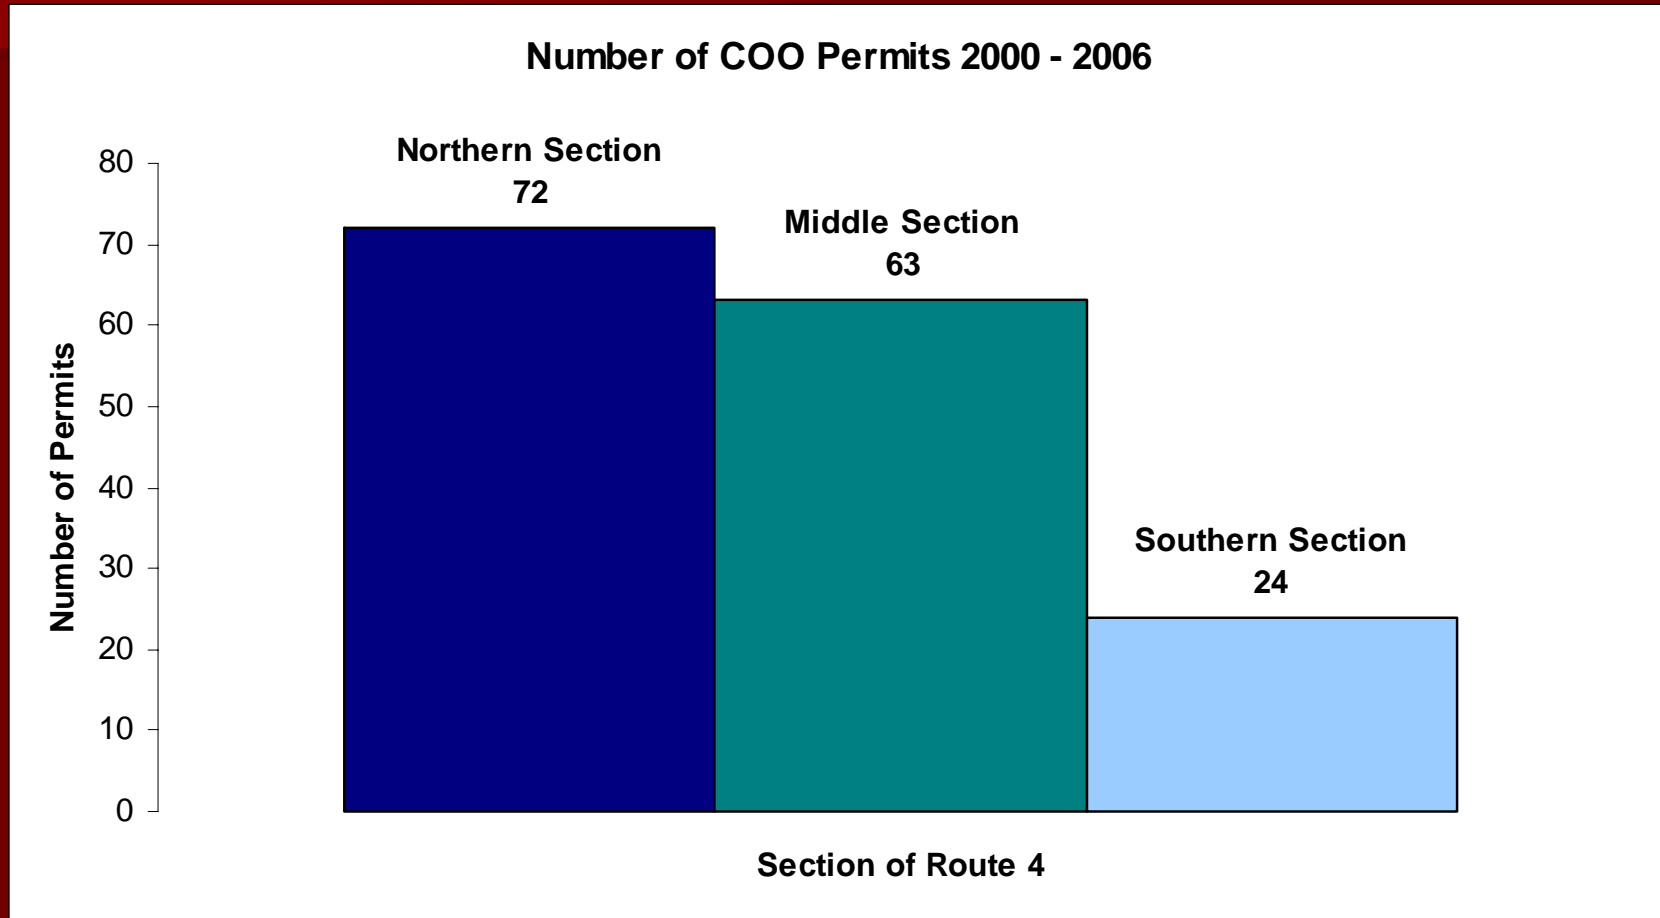 Number of COO Permits 2000 - 2006
Northern Section
72
Middle Section
63
Southern Section
24
80
70
60
50
40
30
20
10
0
Number of Permits
Section of Route 4